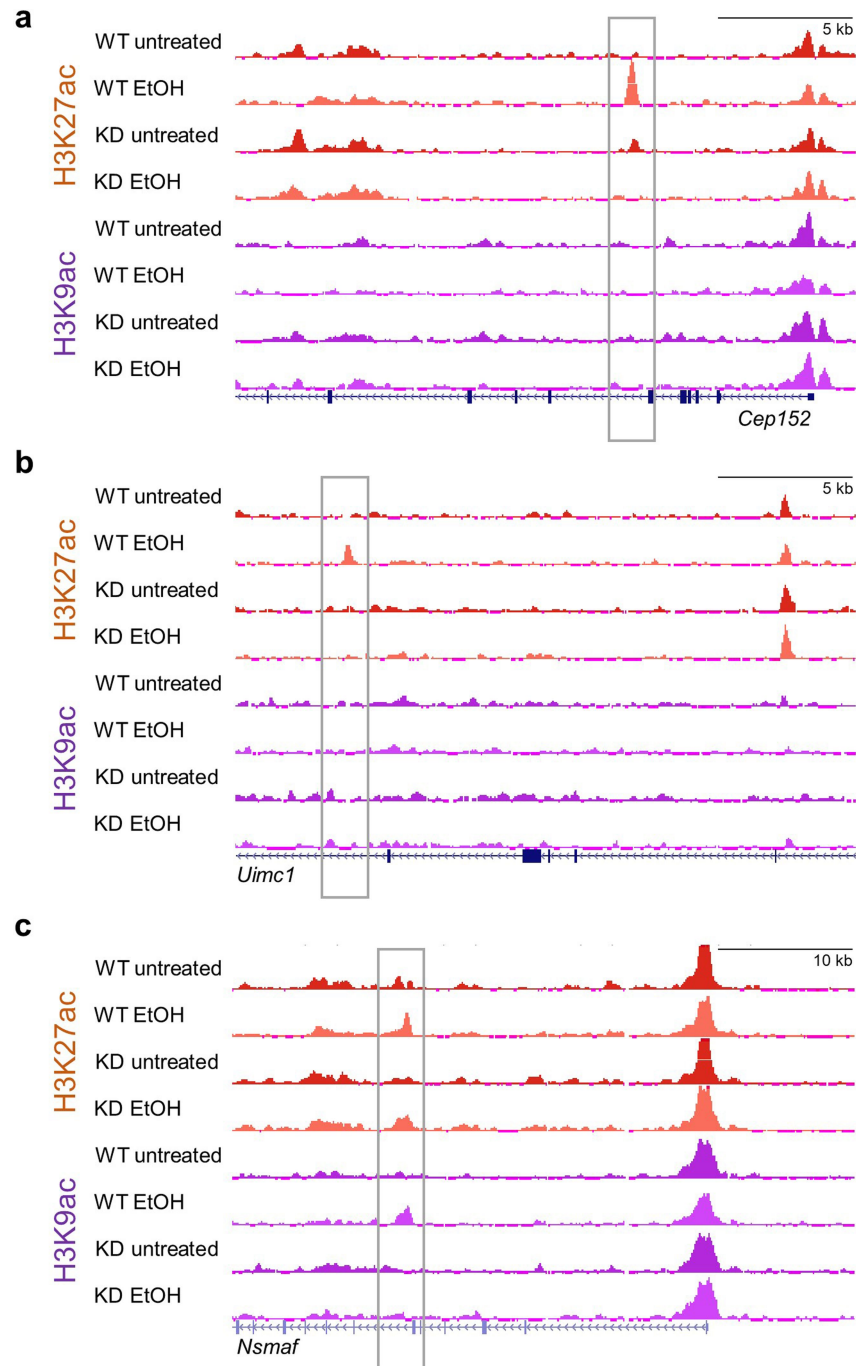 a
5 kb
H3K27ac
WT untreated
WT EtOH
KD untreated
KD EtOH
H3K9ac
WT untreated
WT EtOH
KD untreated
KD EtOH
Cep152
b
5 kb
H3K27ac
WT untreated
WT EtOH
KD untreated
KD EtOH
H3K9ac
WT untreated
WT EtOH
KD untreated
KD EtOH
Uimc1
c
10 kb
H3K27ac
WT untreated
WT EtOH
KD untreated
KD EtOH
H3K9ac
WT untreated
WT EtOH
KD untreated
KD EtOH
Nsmaf